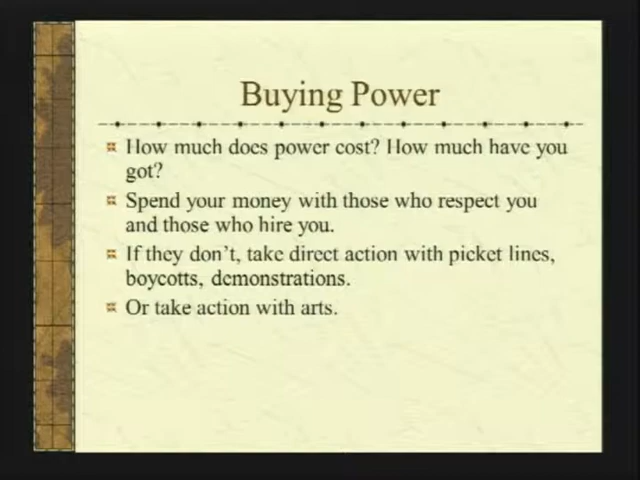 Buying Power
How much does power cost? How much have you
got?
Spend your money with those who respect you
and those who hire you.
If they don't, take direct action with picket lines,
boycotts, demonstrations.
Or take action with arts.